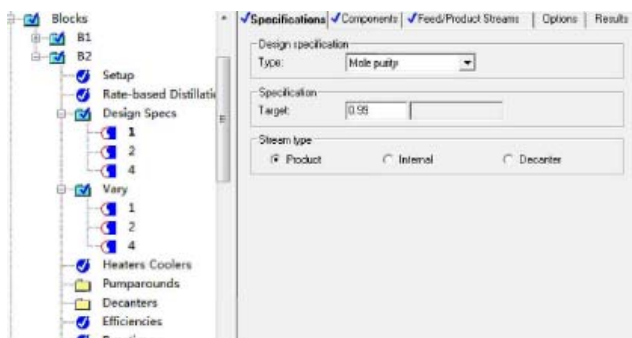 Blocks
B1
B2
Setup
Rate-based Distillati
Design Specs
1
2
4
Vary
1
2
4
Heaters Coolers
Pumparounds
Decanters
Efficiencies
Specifications Components Feed/Product Streams Options Results
Design specification
Type: Mole purity
Specification
Target: 0.99
Stream type
Product Internal Decanter